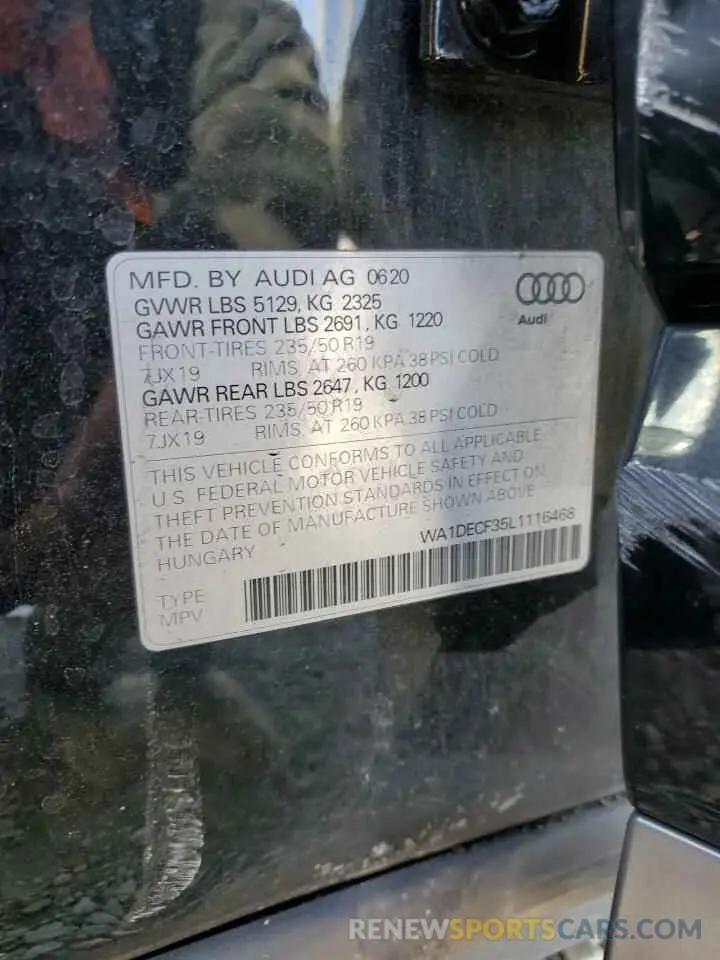 MFD. BY AUDI AG 0620
GVWR LBS 5129, KG 2325
GAWR FRONT LBS 2691, KG 1220
FRONT-TIRES 235/50 R19
7JX19 RIMS, AT 260 KPA 38 PSI COLD
GAWR REAR LBS 2647, KG 1200
REAR-TIRES 235/50 R19
7JX19 RIMS, AT 260 KPA 38 PSI COLD
Audi
THIS VEHICLE CONFORMS TO ALL APPLICABLE
U.S. FEDERAL MOTOR VEHICLE SAFETY AND
THEFT PREVENTION STANDARDS IN EFFECT ON
THE DATE OF MANUFACTURE SHOWN ABOVE
HUNGARY
WA1DECF35L1116468
TYPE
MPV
RENEWSPORTSCARS.COM